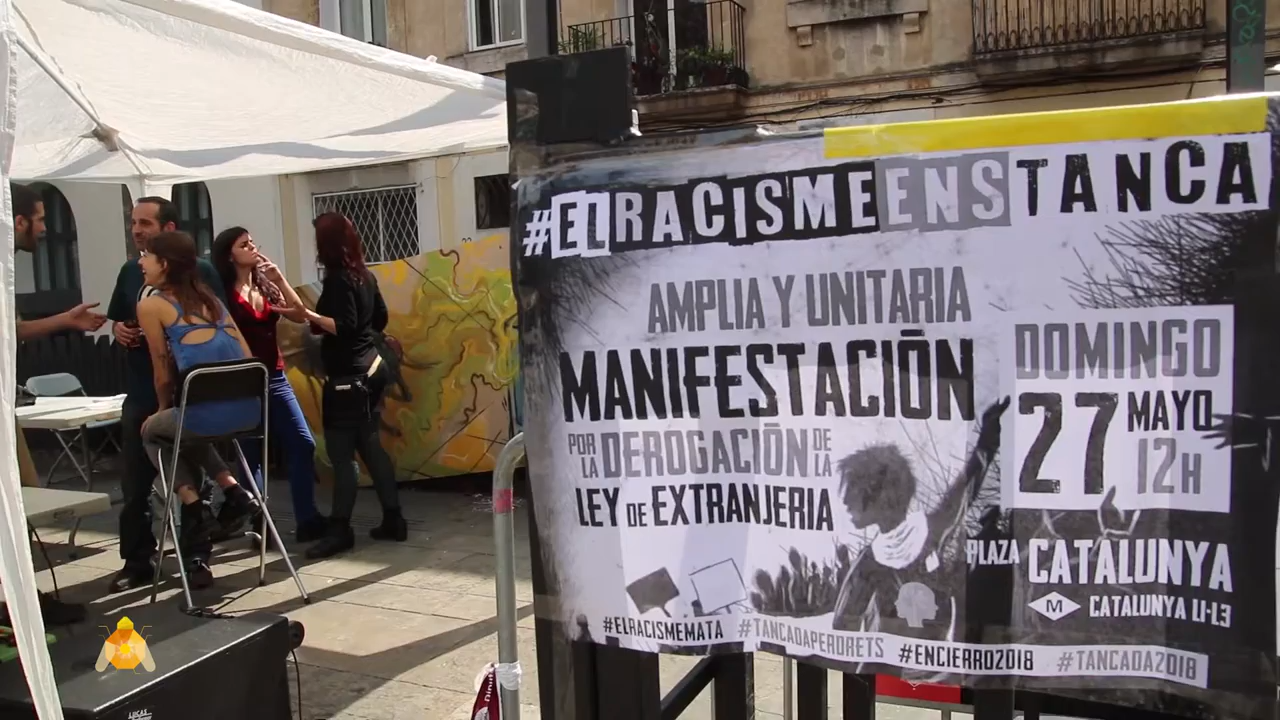 #ELRACISMEENSTANCA
AMPLIA Y UNITARIA
MANIFESTACIÓN
POR LA DEROGACIÓN DE LA
LEY DE EXTRANJERIA
DOMINGO
27 MAYO
12H
PLAZA CATALUNYA
M CATALUNYA L1-L3
#ELRACISMEMATA #TANCADAPERDRETS #ENCIERRO2018 #TANCADA2018
LUCAS